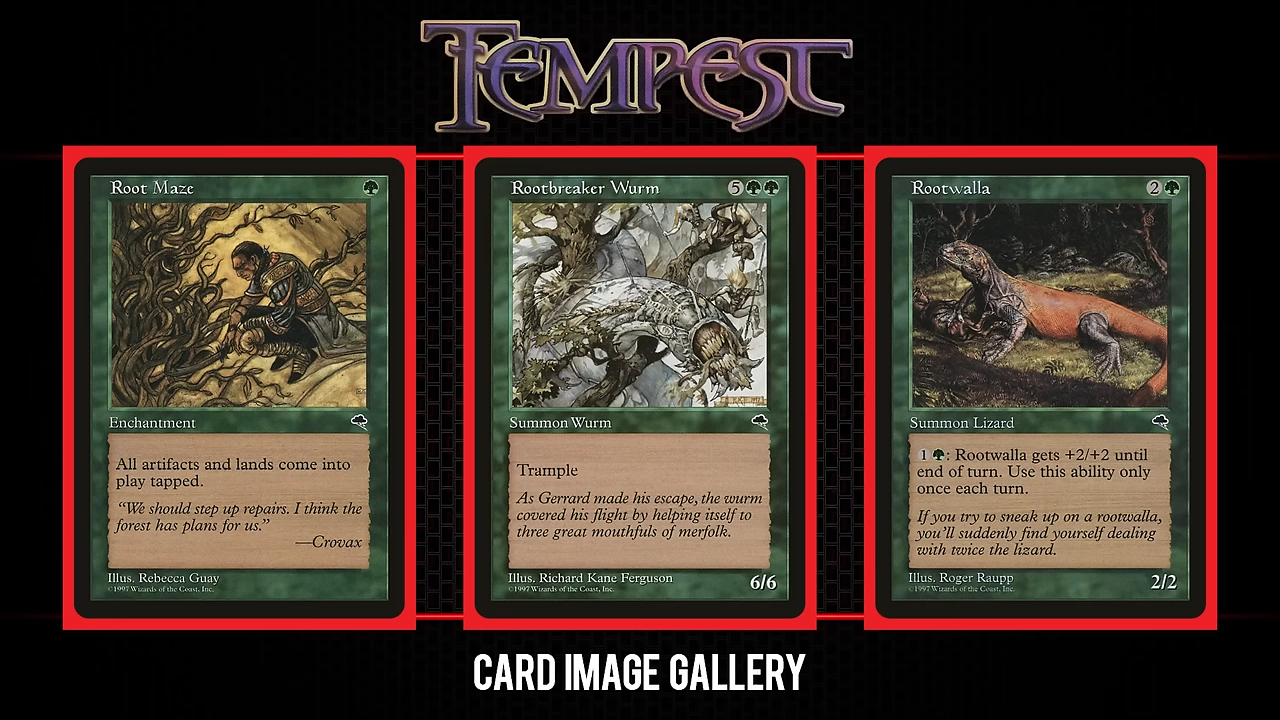 TEMPEST
Root Maze
Enchantment
All artifacts and lands come into
play tapped.
"We should step up repairs. I think the
forest has plans for us."
—Crovax
Illus. Rebecca Guay
©1997 Wizards of the Coast, Inc.
Rootbreaker Wurm
5
Summon Wurm
Trample
As Gerrard made his escape, the wurm
covered his flight by helping itself to
three great mouthfuls of merfolk.
Illus. Richard Kane Ferguson
©1997 Wizards of the Coast, Inc.
6/6
Rootwalla
2
Summon Lizard
1 : Rootwalla gets +2/+2 until
end of turn. Use this ability only
once each turn.
If you try to sneak up on a rootwalla,
you'll suddenly find yourself dealing
with twice the lizard.
Illus. Roger Raupp
©1997 Wizards of the Coast, Inc.
2/2
CARD IMAGE GALLERY